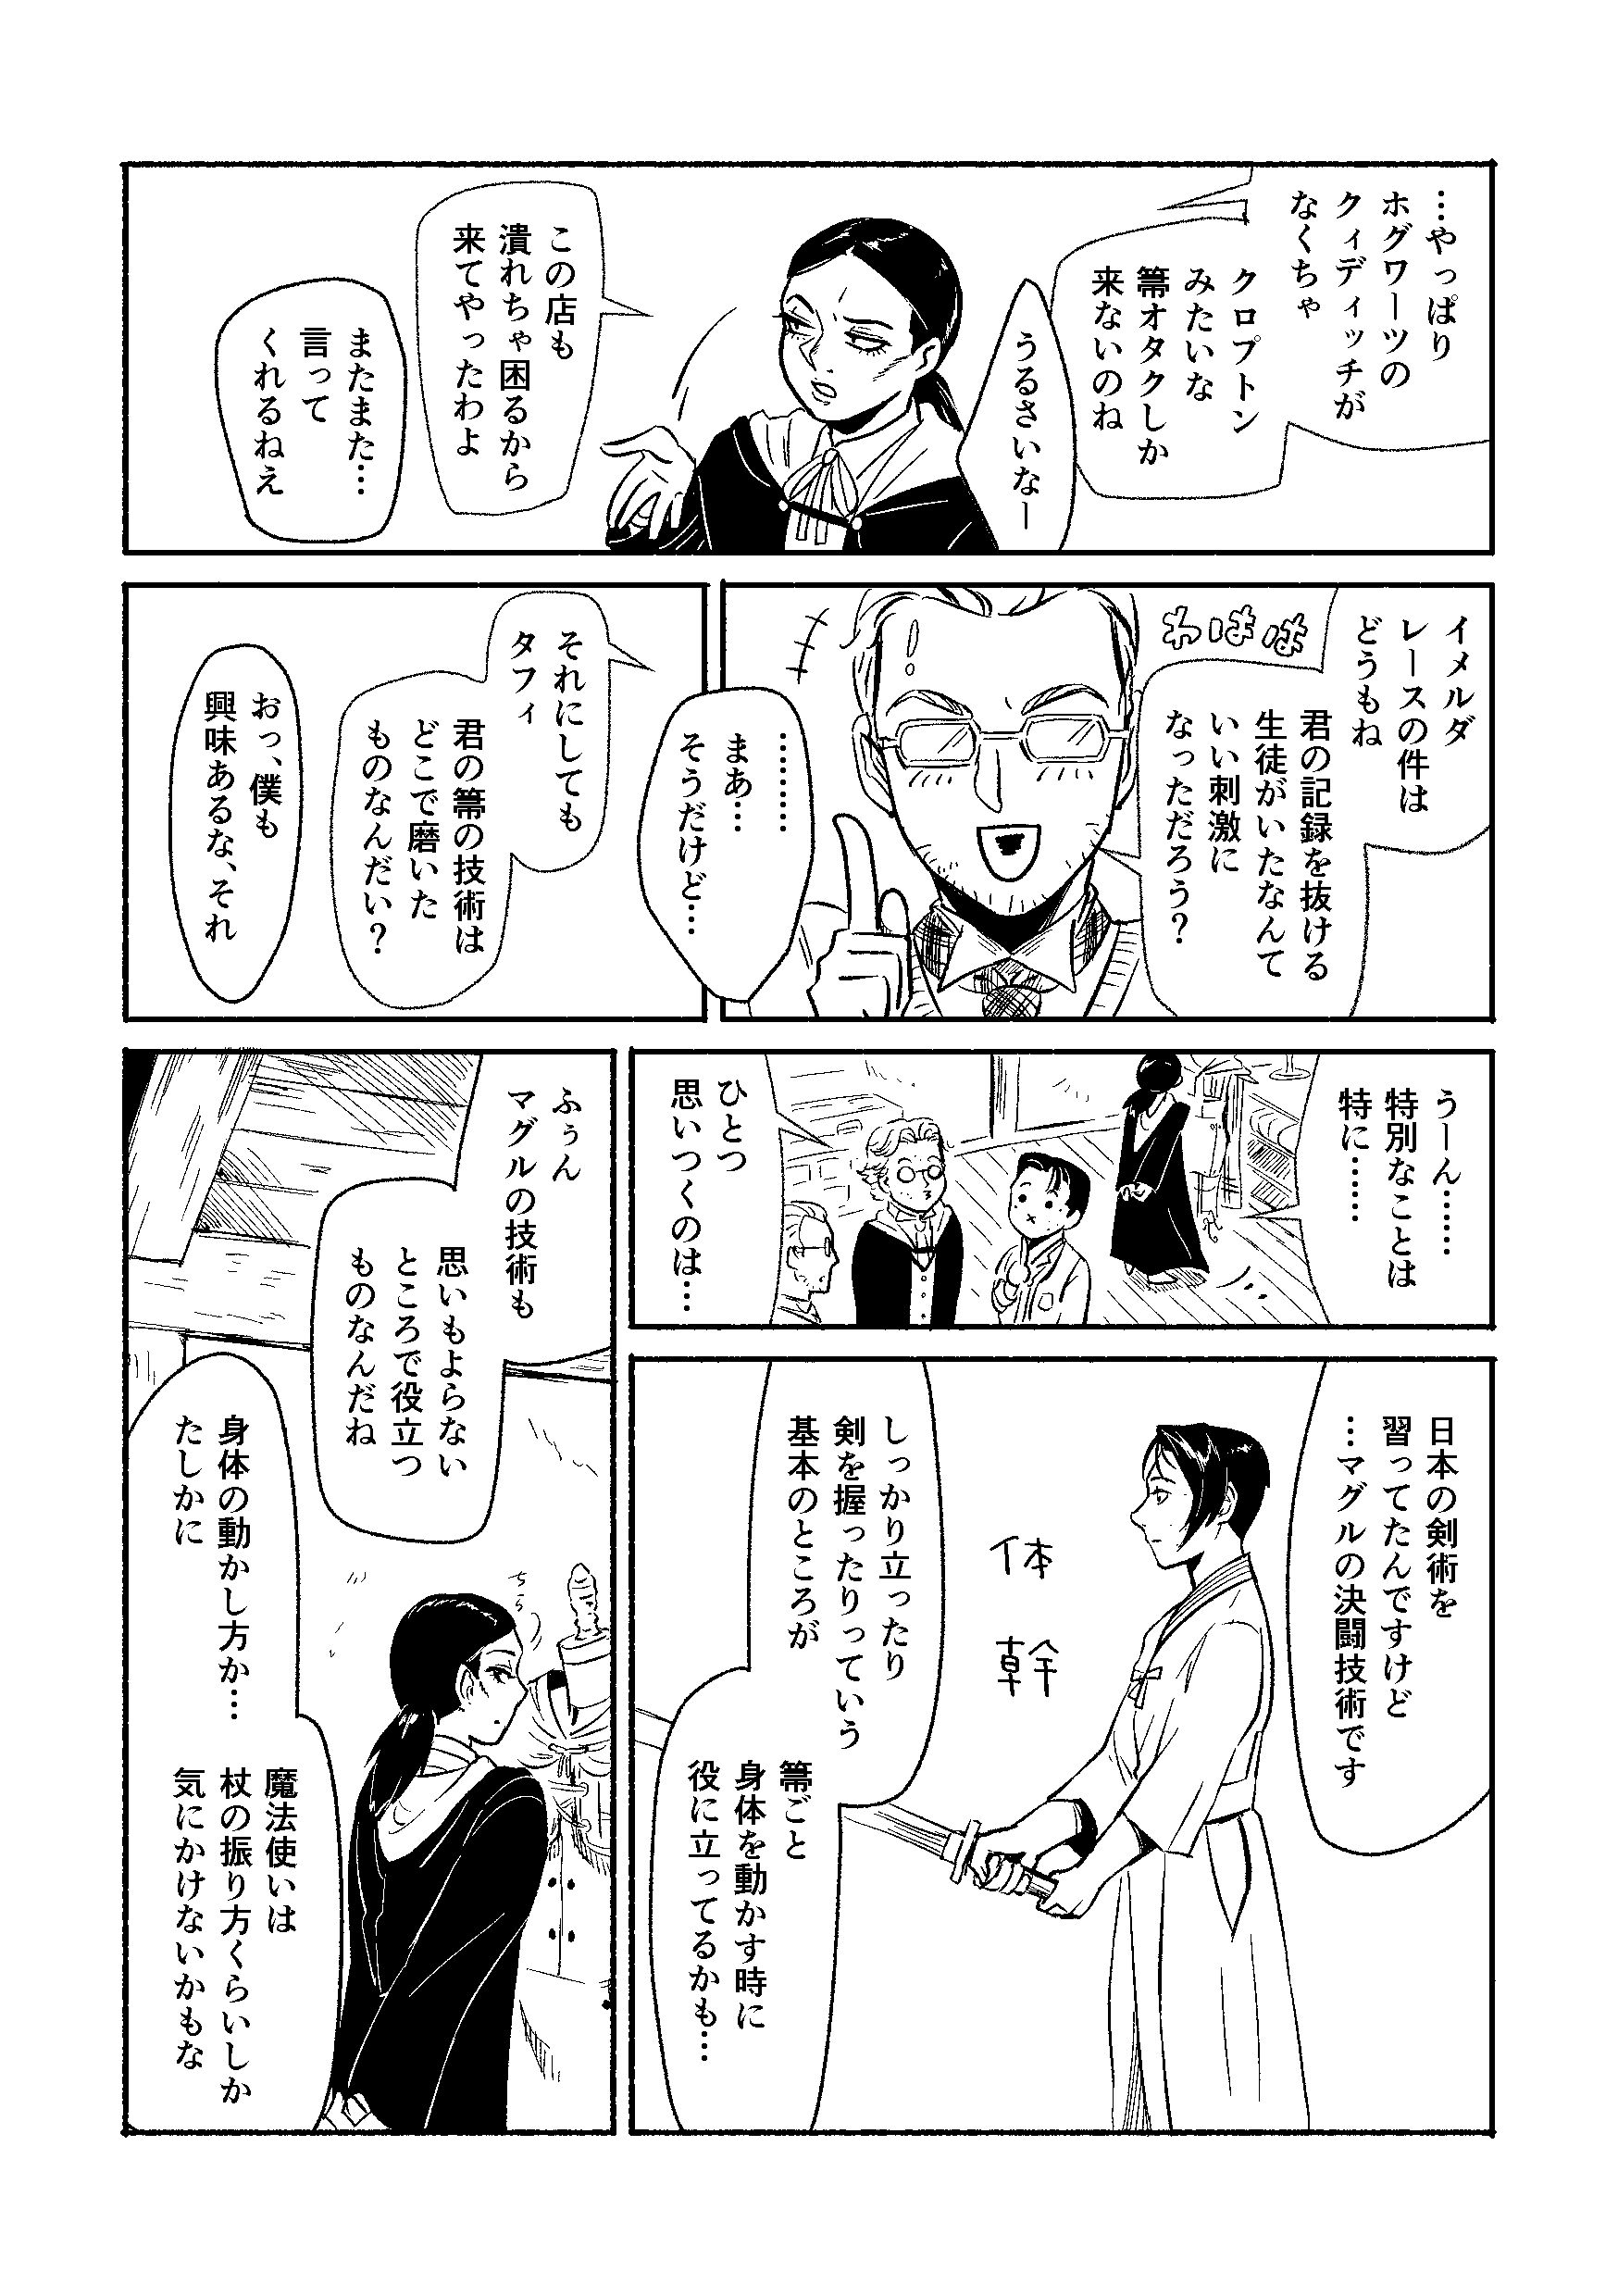 …やっぱり
ホグワーツの
クィディッチが
なくちゃ
クロプトン
みたいな
箒オタクしか
来ないのね
うるさいなー
この店も
潰れちゃ困るから
来てやったわよ
またまた…
言って
くれるねえ
イメルダ
レースの件は
どうもね
わはは
君の記録を抜ける
生徒がいたなんて
いい刺激に
なっただろう？
………
まあ…
そうだけど…
それにしても
タフィ
君の箒の技術は
どこで磨いた
ものなんだい？
おっ、僕も
興味あるな、それ
うーん……
特別なことは
特に……
ひとつ
思いつくのは…
日本の剣術を
習ってたんですけど
…マグルの決闘技術です
体幹
しっかり立ったり
剣を握ったりっていう
基本のところが
箒ごと
身体を動かす時に
役に立ってるかも…
ふぅん
マグルの技術も
思いもよらない
ところで役立つ
ものなんだね
ちら
身体の動かし方か…
たしかに
魔法使いは
杖の振り方くらいしか
気にかけないかもな